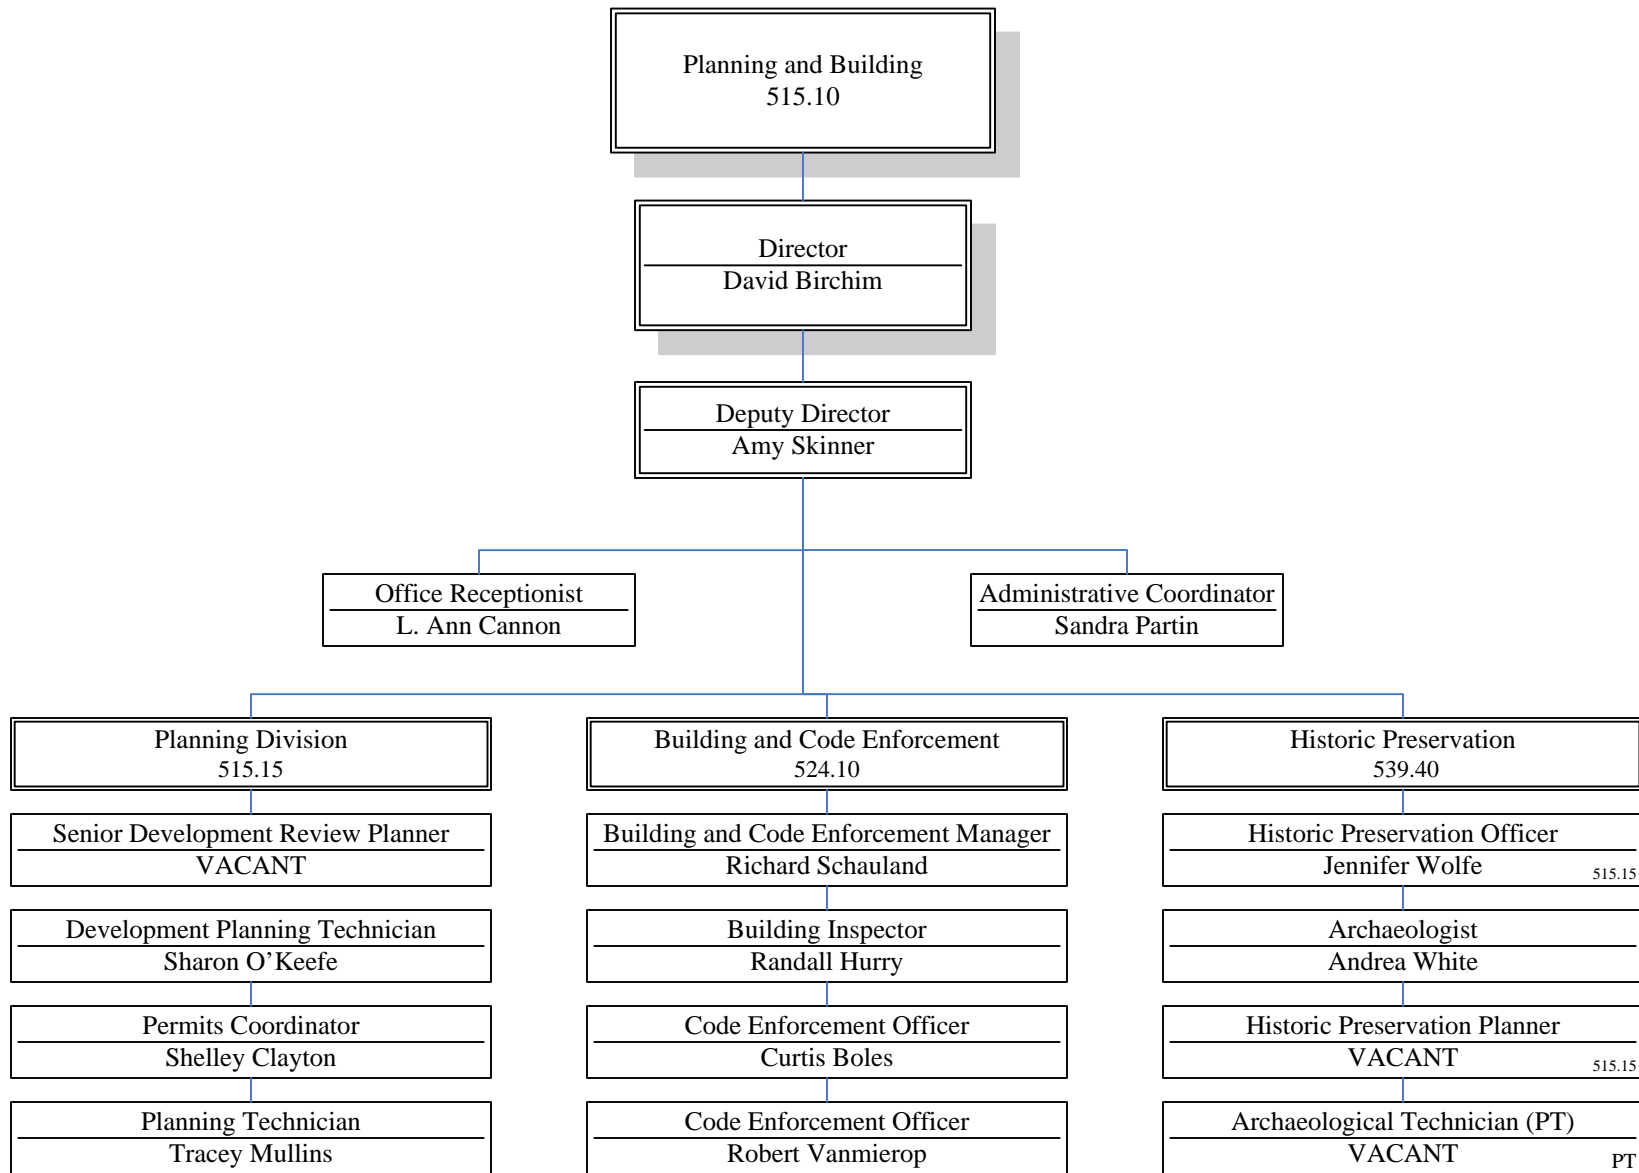 Planning and Building
515.10
Director
David Birchim
Deputy Director
Amy Skinner
Office Receptionist
L. Ann Cannon
Administrative Coordinator
Sandra Partin
Planning Division
515.15
Senior Development Review Planner
VACANT
Development Planning Technician
Sharon O’Keefe
Permits Coordinator
Shelley Clayton
Planning Technician
Tracey Mullins
Building and Code Enforcement
524.10
Building and Code Enforcement Manager
Richard Schauland
Building Inspector
Randall Hurry
Code Enforcement Officer
Curtis Boles
Code Enforcement Officer
Robert Vanmierop
Historic Preservation
539.40
Historic Preservation Officer
Jennifer Wolfe
515.15
Archaeologist
Andrea White
Historic Preservation Planner
VACANT
515.15
Archaeological Technician (PT)
VACANT
PT